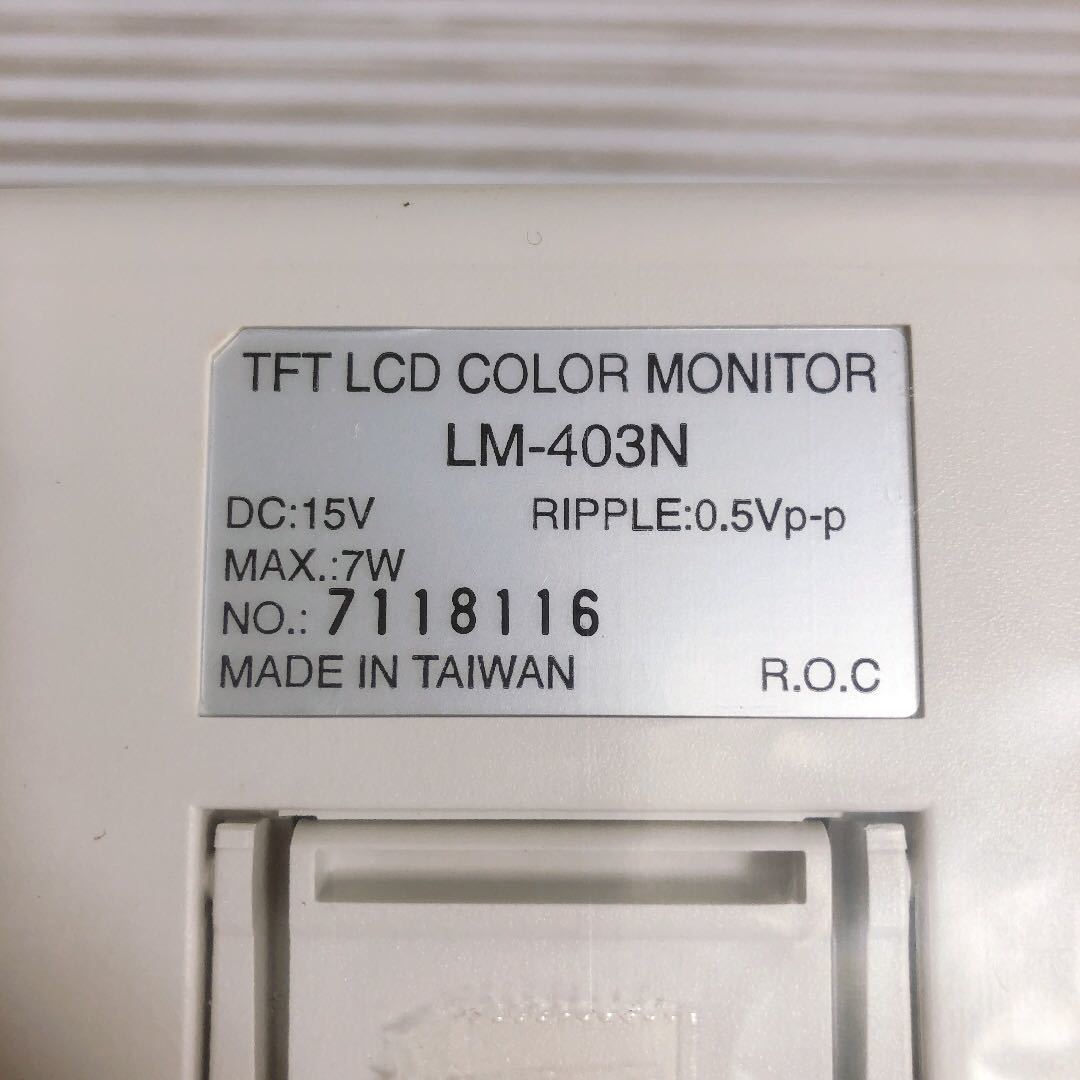 TFT LCD COLOR MONITOR
LM-403N
DC:15V RIPPLE:0.5Vp-p
MAX.:7W
NO.: 7118116
MADE IN TAIWAN R.O.C